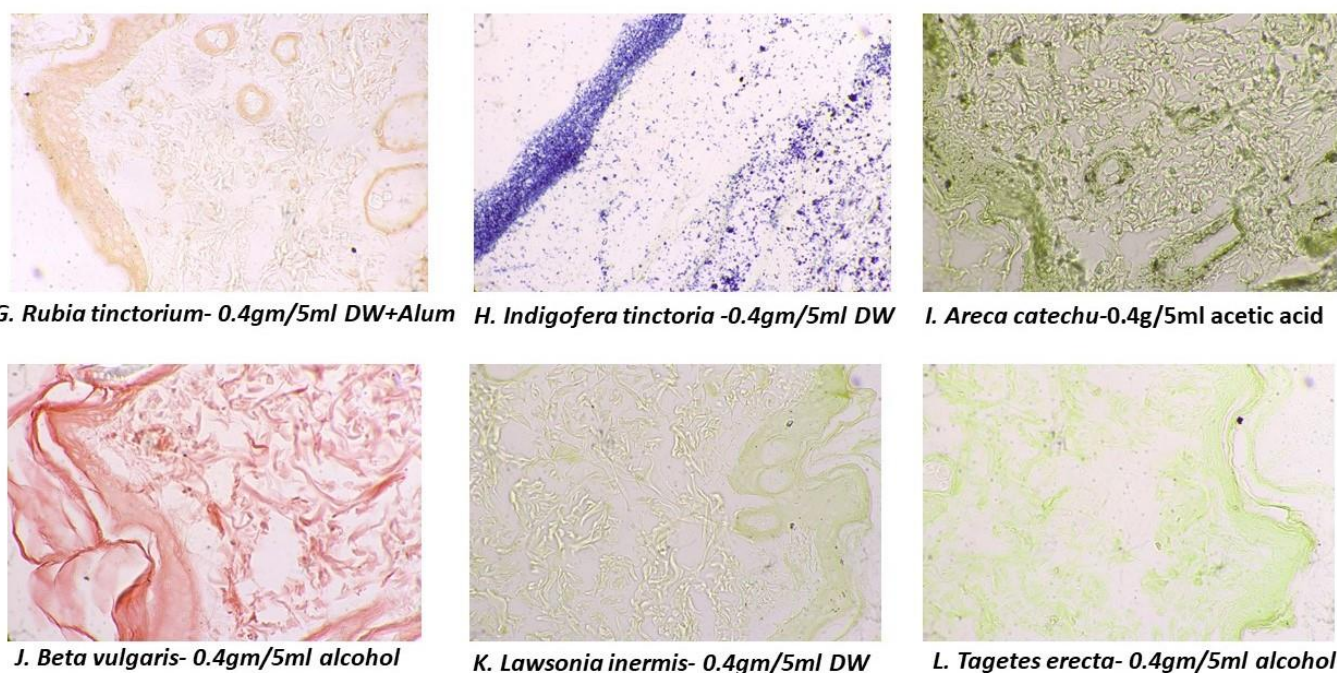 G. Rubia tinctorium- 0.4gm/5ml DW+Alum
H. Indigofera tinctoria -0.4gm/5ml DW
I. Areca catechu-0.4g/5ml acetic acid
J. Beta vulgaris- 0.4gm/5ml alcohol
K. Lawsonia inermis- 0.4gm/5ml DW
L. Tagetes erecta- 0.4gm/5ml alcohol